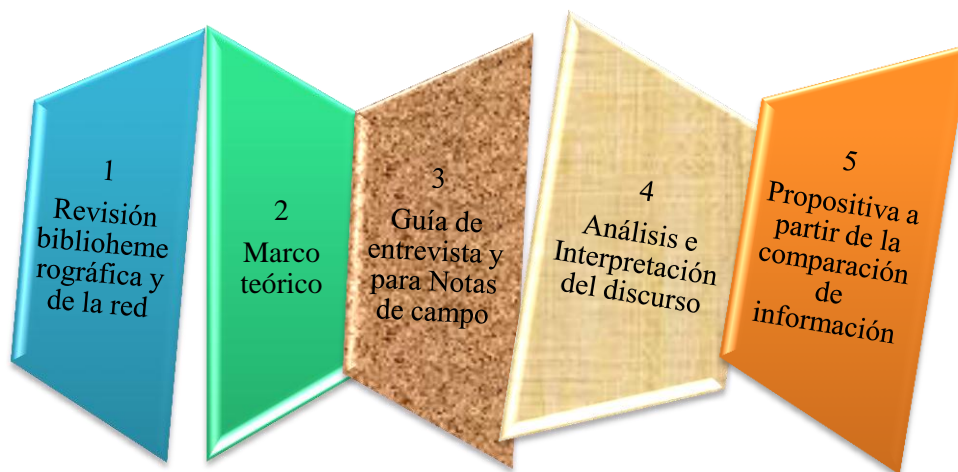 1
Revisión
biblioheme
rográfica y
de la red
2
Marco
teórico
3
Guía de
entrevista y
para Notas
de campo
4
Análisis e
Interpretación
del discurso
5
Propositiva a
partir de la
comparación
de
información